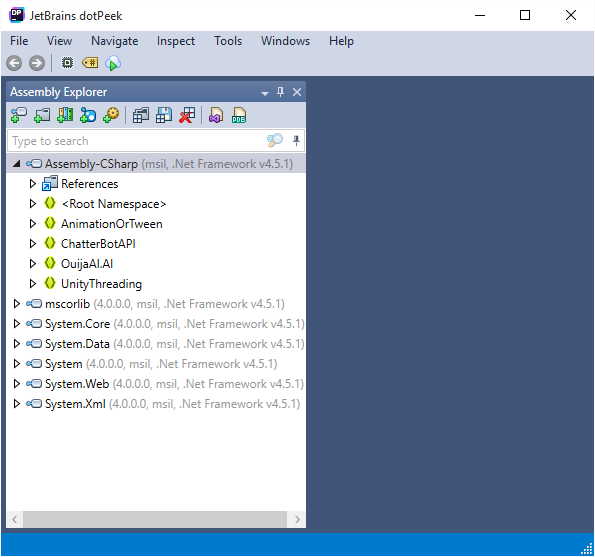 DP JetBrains dotPeek
File View Navigate Inspect Tools Windows Help
Assembly Explorer
PDB
Type to search
Assembly-CSharp (msil, .Net Framework v4.5.1)
References
<Root Namespace>
AnimationOrTween
ChatterBotAPI
OuijaAI.AI
UnityThreading
mscorlib (4.0.0.0, msil, .Net Framework v4.5.1)
System.Core (4.0.0.0, msil, .Net Framework v4.5.1)
System.Data (4.0.0.0, msil, .Net Framework v4.5.1)
System (4.0.0.0, msil, .Net Framework v4.5.1)
System.Web (4.0.0.0, msil, .Net Framework v4.5.1)
System.Xml (4.0.0.0, msil, .Net Framework v4.5.1)